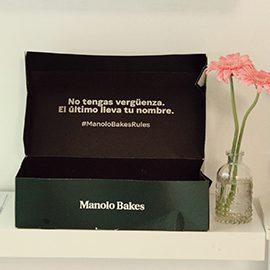 No tengas vergüenza.
El último lleva tu nombre.
#ManoloBakesRules
Manolo Bakes